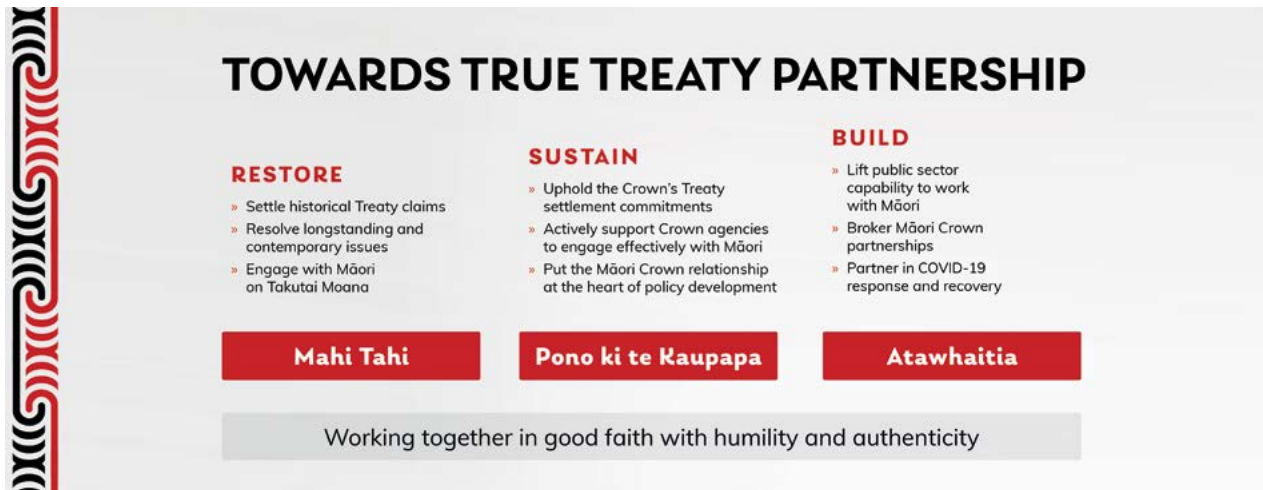 TOWARDS TRUE TREATY PARTNERSHIP
RESTORE
» Settle historical Treaty claims
» Resolve longstanding and
contemporary issues
» Engage with Māori
on Takutai Moana
SUSTAIN
» Uphold the Crown's Treaty
settlement commitments
» Actively support Crown agencies
to engage effectively with Māori
» Put the Māori Crown relationship
at the heart of policy development
BUILD
» Lift public sector
capability to work
with Māori
» Broker Māori Crown
partnerships
» Partner in COVID-19
response and recovery
Mahi Tahi
Pono ki te Kaupapa
Atawhaitia
Working together in good faith with humility and authenticity